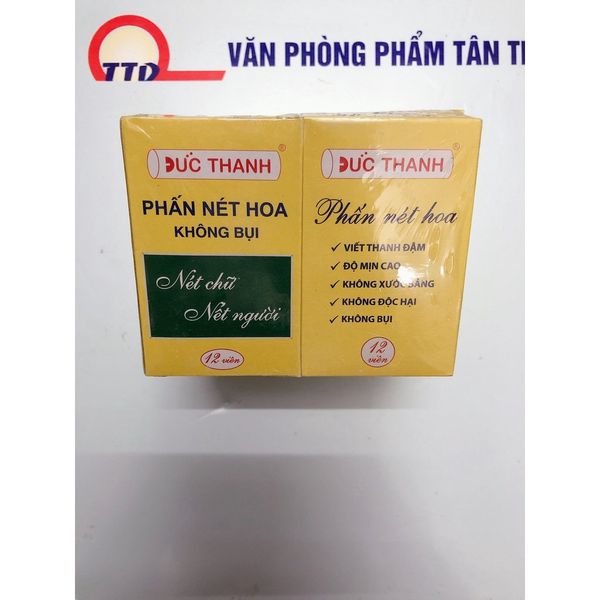 TTD
VĂN PHÒNG PHẨM TÂN
ĐỨC THANH ®
PHẤN NÉT HOA
KHÔNG BỤI
Nét chữ
Nết người
12 viên
ĐỨC THANH ®
Phấn nét hoa
✓ VIẾT THANH ĐẬM
✓ ĐỘ MỊN CAO
✓ KHÔNG XƯỚC BẢNG
✓ KHÔNG ĐỘC HẠI
✓ KHÔNG BỤI
12
viên